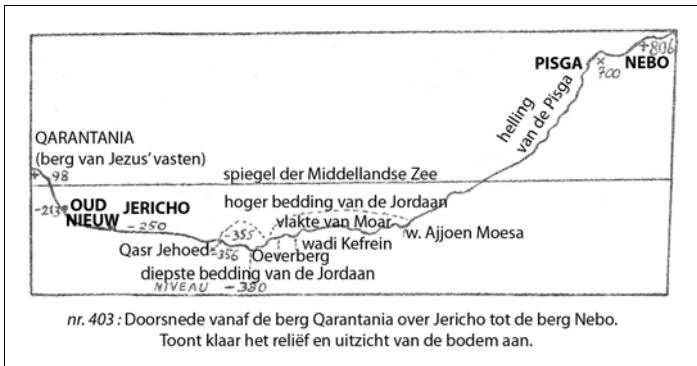 +806
PISGA × NEBO
700
helling
van de Pisga
QARANTANIA
(berg van Jezus' vasten)
+ 98
spiegel der Middellandse Zee
-213 OUD
NIEUW JERICHO
-250
hoger bedding van de Jordaan
vlakte van Moar
-355
w. Ajjoen Moesa
wadi Kefrein
Qasr Jehoed
-356
Oeverberg
diepste bedding van de Jordaan
NIVEAU -380
nr. 403 : Doorsnede vanaf de berg Qarantania over Jericho tot de berg Nebo.
Toont klaar het reliëf en uitzicht van de bodem aan.